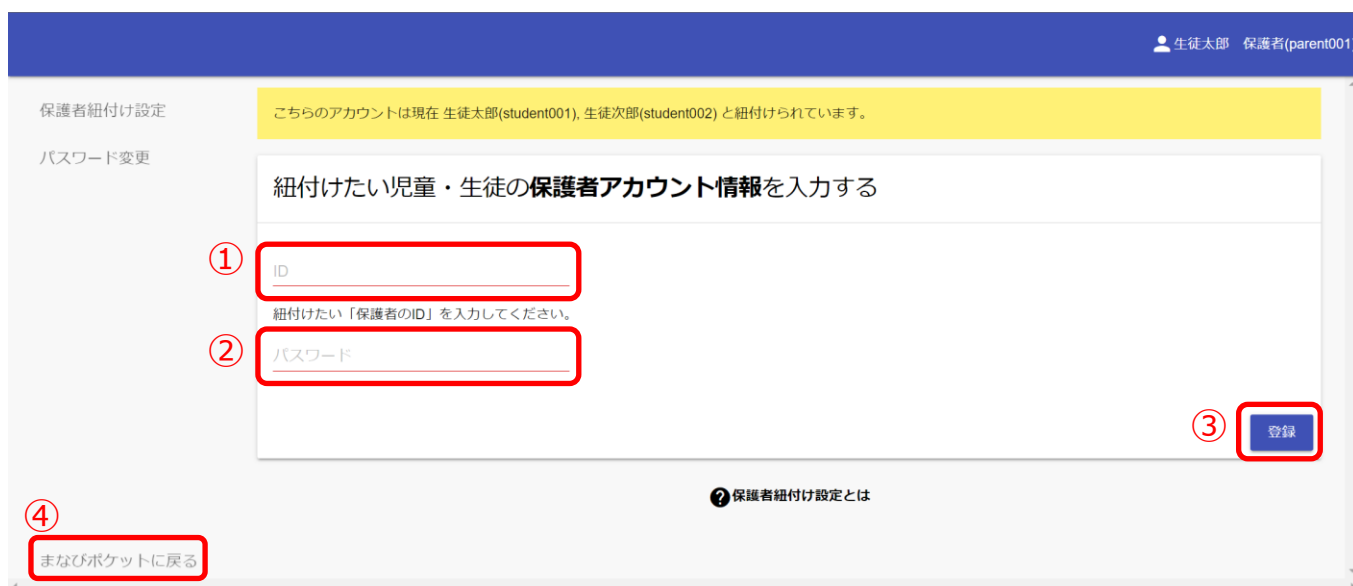 生徒太郎 保護者(parent001)
保護者紐付け設定
パスワード変更
こちらのアカウントは現在 生徒太郎(student001), 生徒次郎(student002) と紐付けられています。
紐付けたい児童・生徒の保護者アカウント情報を入力する
①
ID
紐付けたい「保護者のID」を入力してください。
②
パスワード
③
登録
?保護者紐付け設定とは
④
まなびポケットに戻る